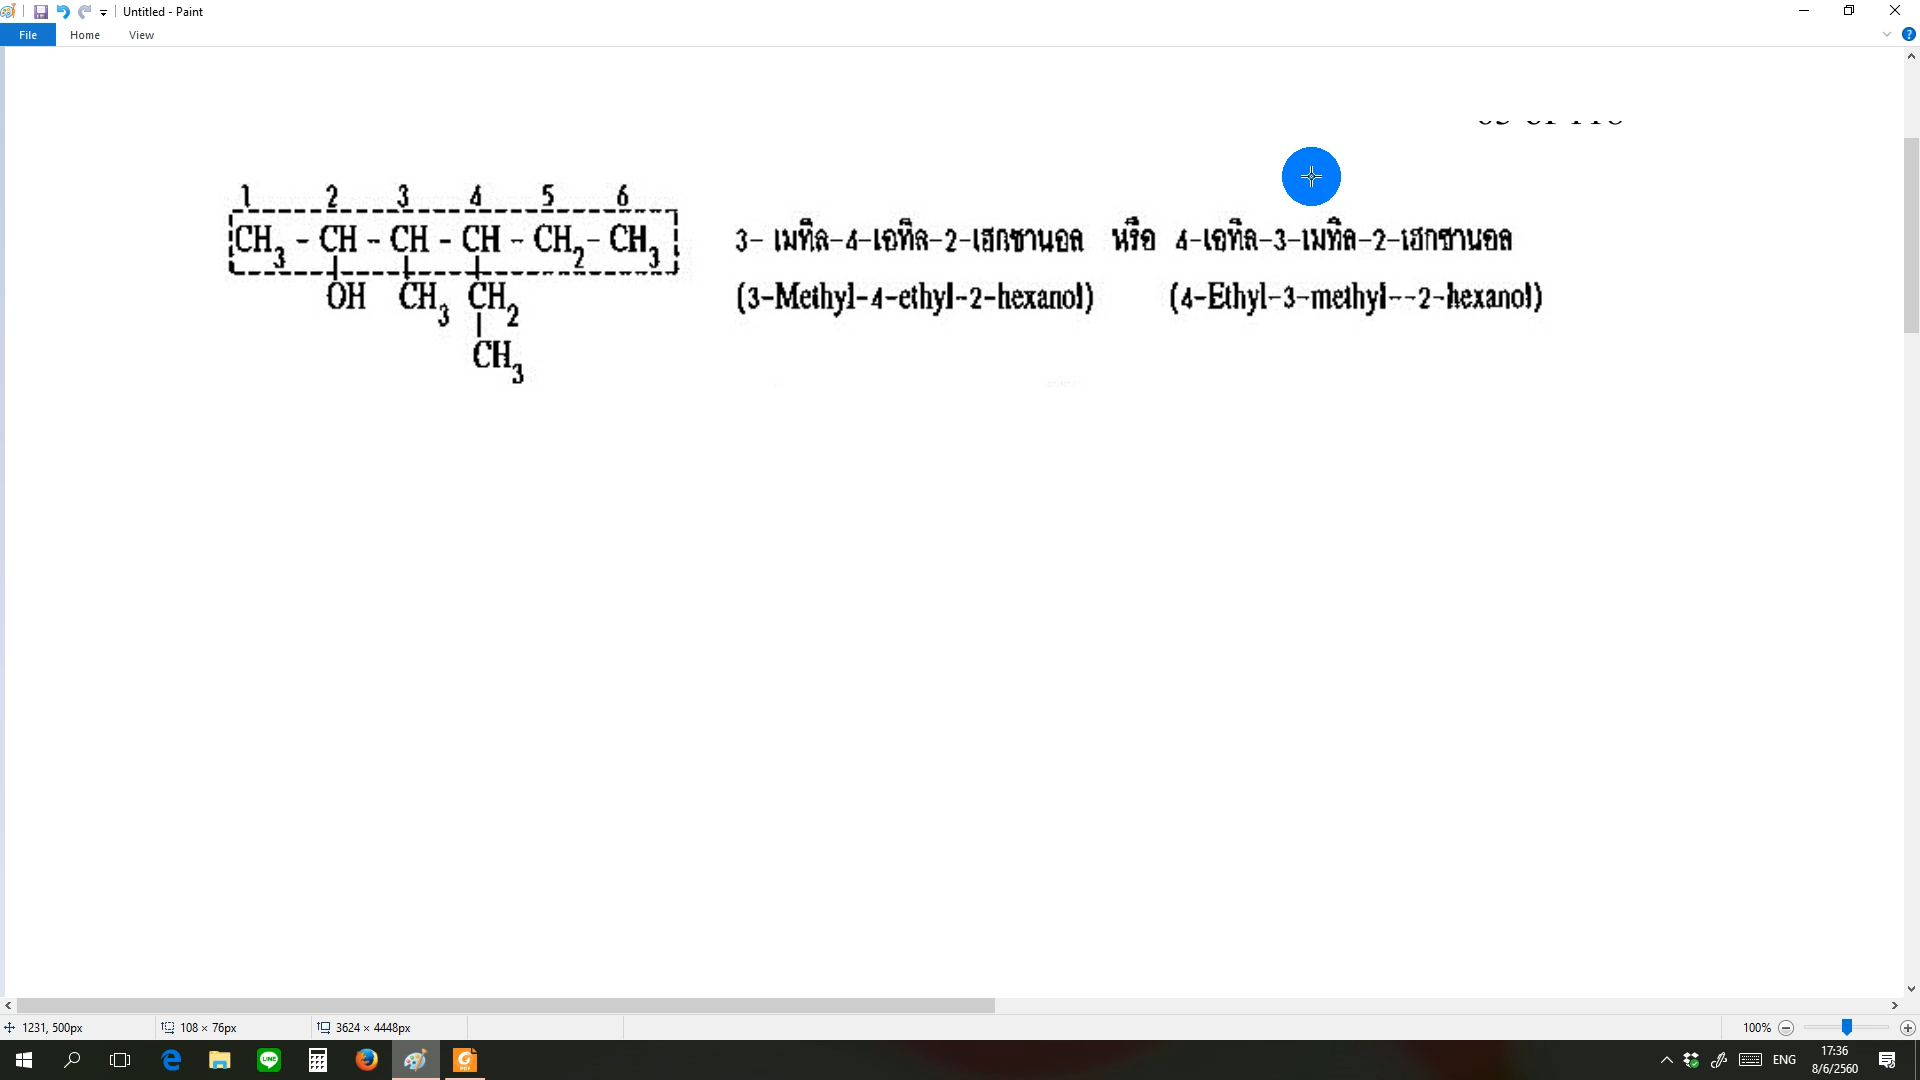 Untitled - Paint
File Home View
1 2 3 4 5 6
CH3 - CH - CH - CH - CH2 - CH3
OH CH3 CH2
CH3
3- เมทิล-4-เอทิล-2-เฮกซานอล หรือ 4-เอทิล-3-เมทิล-2-เฮกซานอล
(3-Methyl-4-ethyl-2-hexanol) (4-Ethyl-3-methyl--2-hexanol)
1231, 500px 108 × 76px 3624 × 4448px 100%
LINE
PDF
ENG
17:36
8/6/2560